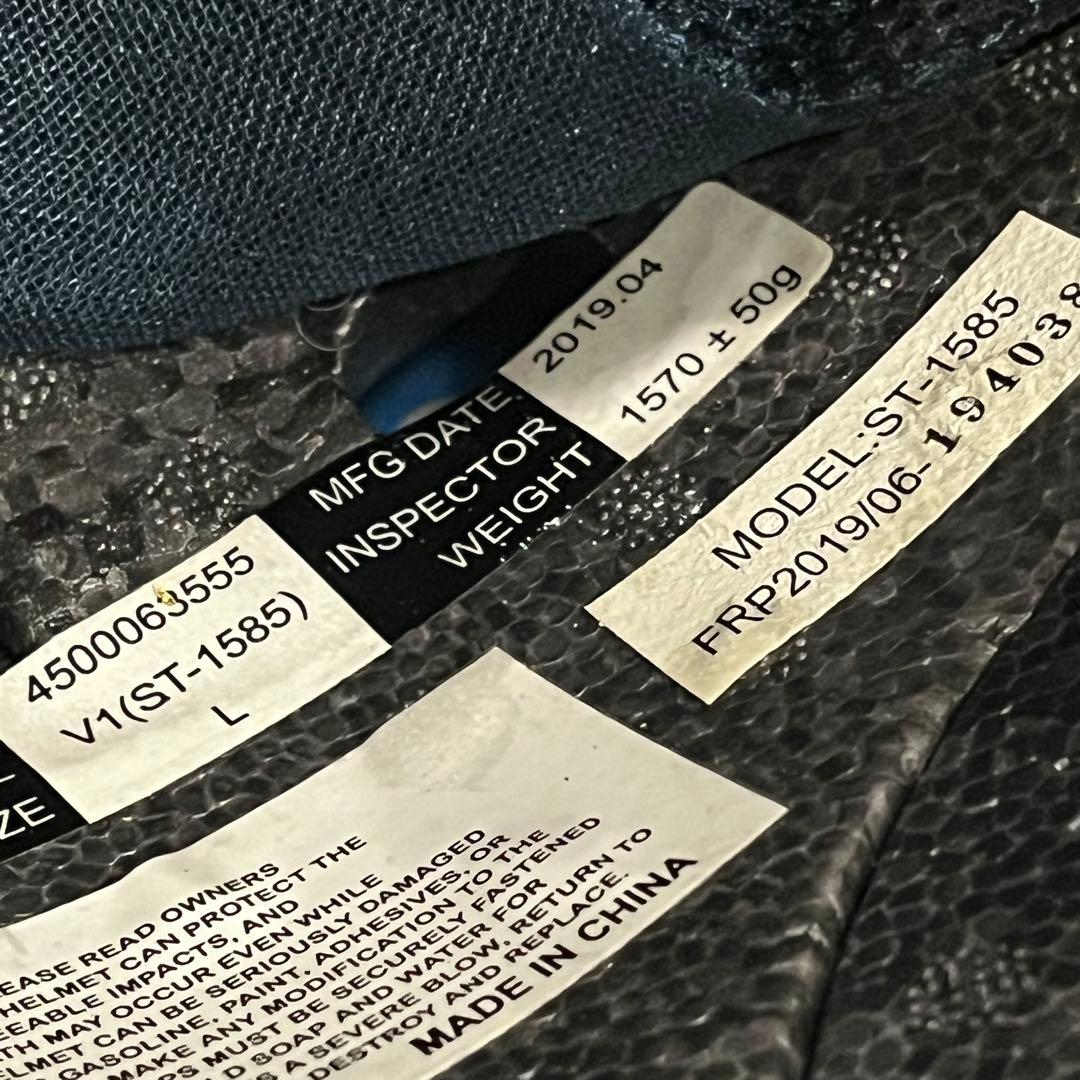 4500063555
V1(ST-1585)
L
ZE
MFG DATE.
INSPECTOR
WEIGHT
2019.04
1570 ± 50g
MODEL:ST-1585
FRP2019/06-194038
EASE READ OWNERS
HELMET CAN PROTECT THE
EEABLE IMPACTS, AND
TH MAY OCCUR EVEN WHILE
ELMET CAN BE SERIOUSLY DAMAGED
GASOLINE, PAINT, ADHESIVES, OR
MAKE ANY MODIFICATION TO THE
PS MUST BE SECURELY FASTENED
LD SOAP AND WATER FOR
S A SEVERE BLOW, RETURN TO
DESTROY AND REPLACE.
MADE IN CHINA